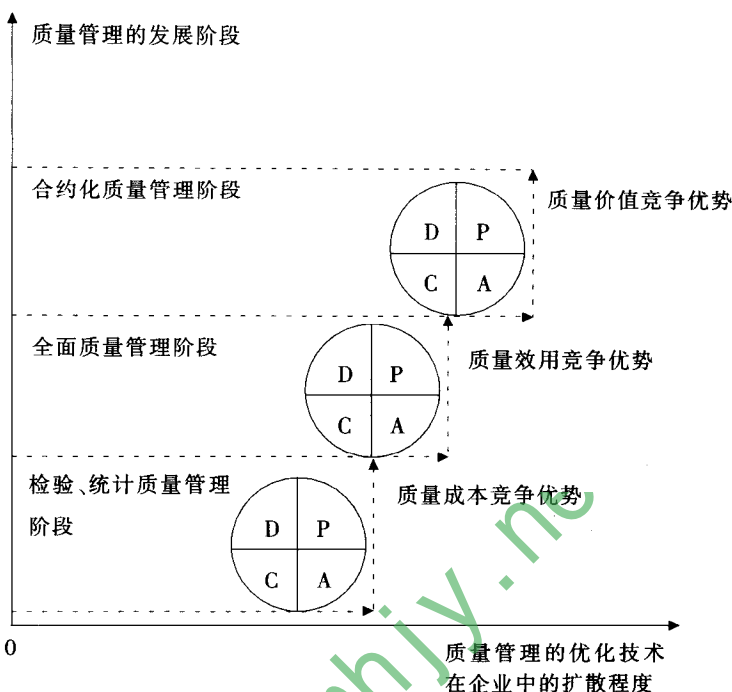 质量管理的发展阶段
合约化质量管理阶段
质量价值竞争优势
D P
C A
全面质量管理阶段
质量效用竞争优势
D P
C A
检验、统计质量管理
阶段
质量成本竞争优势
D P
C A
0
质量管理的优化技术
在企业中的扩散程度